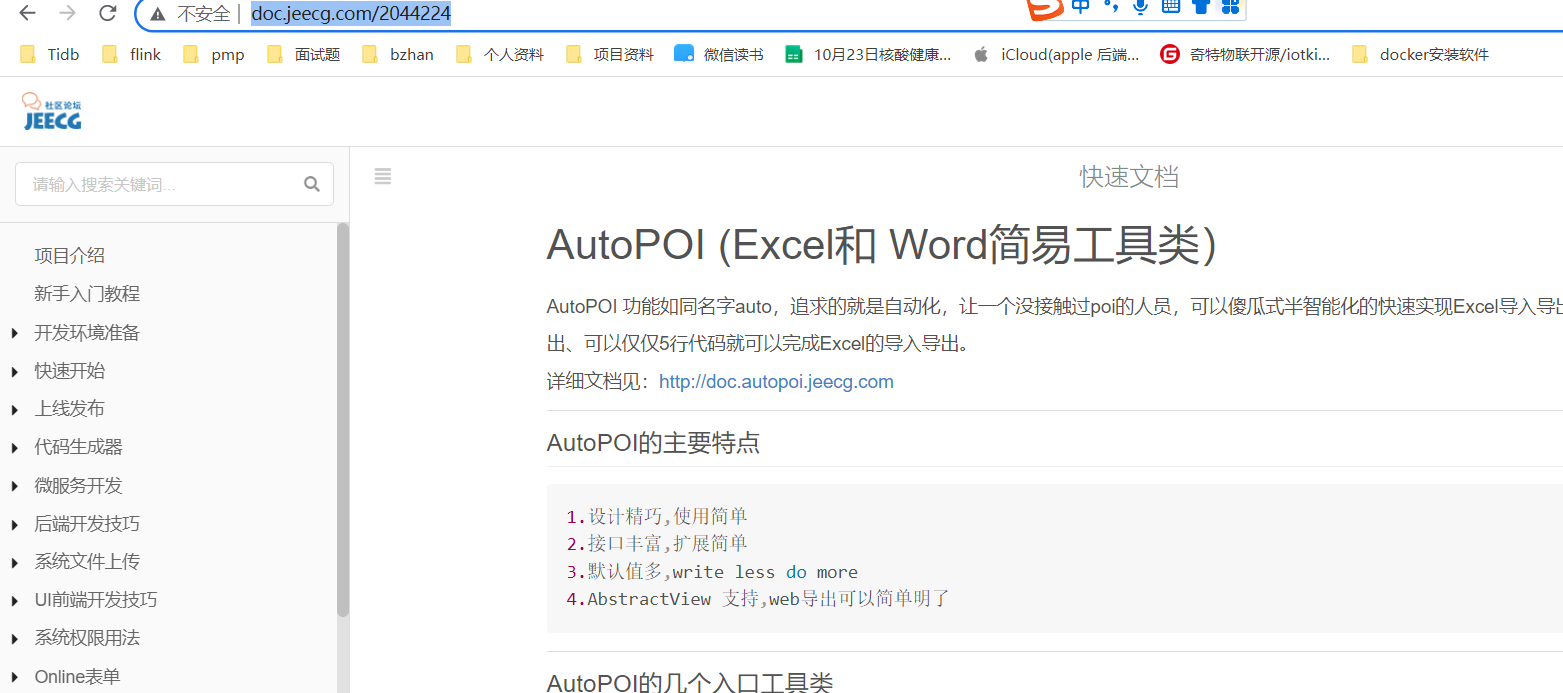 不安全 | doc.jeecg.com/2044224
中
Tidb flink pmp 面试题 bzhan 个人资料 项目资料 微信读书 10月23日核酸健康... iCloud(apple 后端... 奇特物联开源/iotki... docker安装软件
社区论坛
JEECG
请输入搜索关键词...
项目介绍
新手入门教程
开发环境准备
快速开始
上线发布
代码生成器
微服务开发
后端开发技巧
系统文件上传
UI前端开发技巧
系统权限用法
Online表单
快速文档
AutoPOI (Excel和 Word简易工具类）
AutoPOI 功能如同名字auto，追求的就是自动化，让一个没接触过poi的人员，可以傻瓜式半智能化的快速实现Excel导入导
出、可以仅仅5行代码就可以完成Excel的导入导出。
详细文档见：http://doc.autopoi.jeecg.com
AutoPOI的主要特点
1.设计精巧,使用简单
2.接口丰富,扩展简单
3.默认值多,write less do more
4.AbstractView 支持,web导出可以简单明了
AutoPOI的几个入口工具类